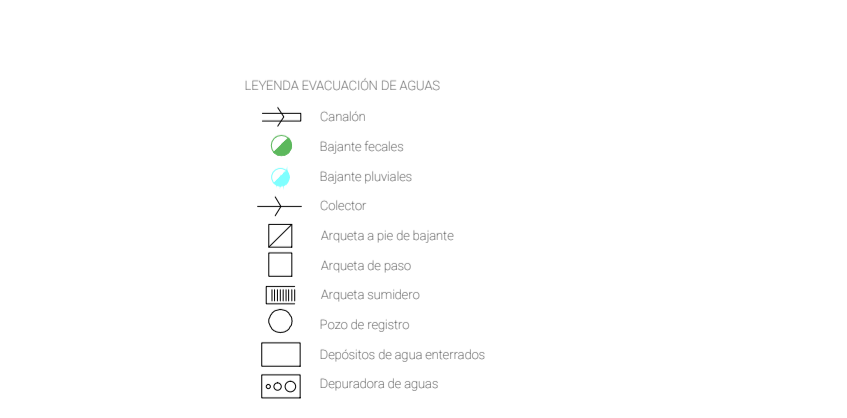 LEYENDA EVACUACIÓN DE AGUAS
Canalón
Bajante fecales
Bajante pluviales
Colector
Arqueta a pie de bajante
Arqueta de paso
Arqueta sumidero
Pozo de registro
Depósitos de agua enterrados
Depuradora de aguas